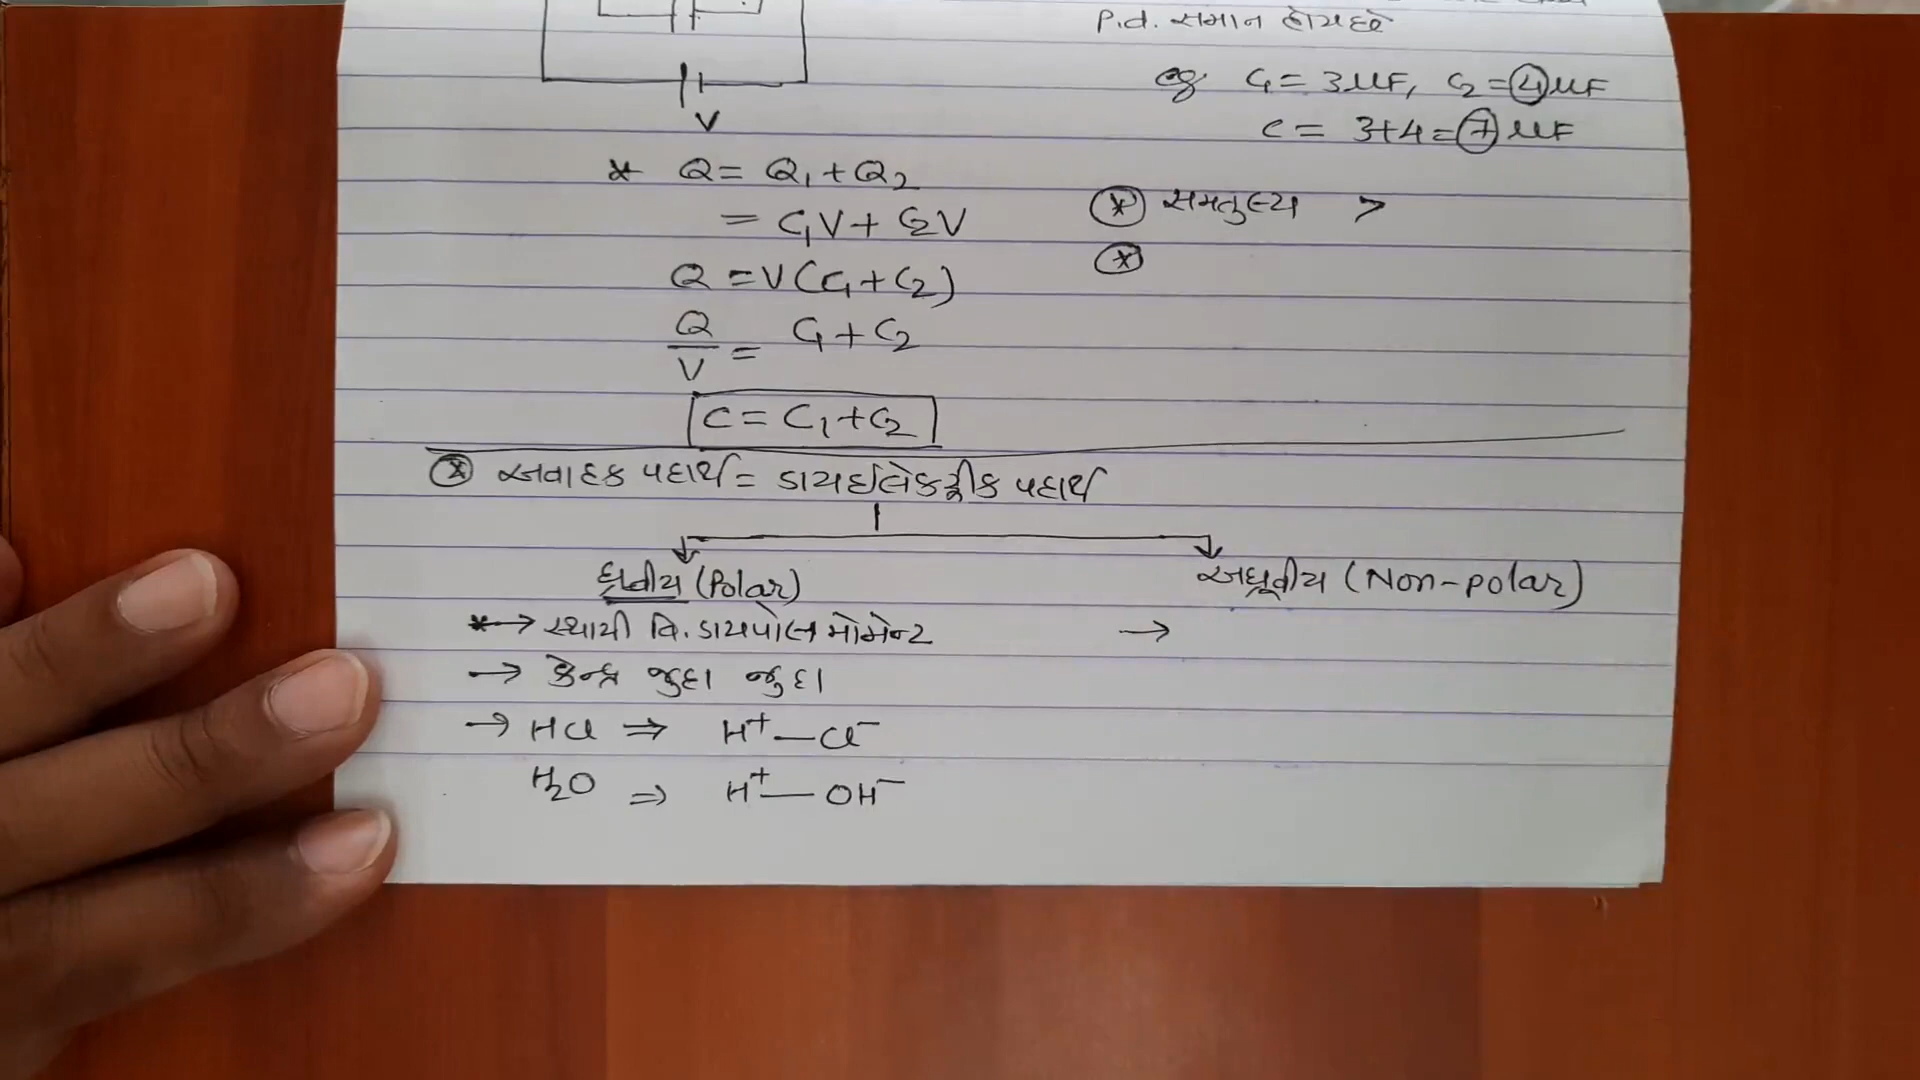 P.d. સમાન હોય છે
eg C₁ = 3μF, C₂ = 4μF
C = 3+4 = 7 μF
V
* Q = Q₁ + Q₂
= C₁V + C₂V
Q = V(C₁ + C₂)
Q/V = C₁ + C₂
C = C₁ + C₂
* સમતુલ્ય >
*
* અવાહક પદાર્થ = ડાયઇલેક્ટ્રીક પદાર્થ
ધ્રુવીય (Polar)
*→ સ્થાયી વિ. ડાયપોલ મોમેન્ટ
→ કેન્દ્ર જુદા જુદા
→ HCl ⇒ H⁺—Cl⁻
H₂O ⇒ H⁺—OH⁻
અધ્રુવીય (Non-polar)
→